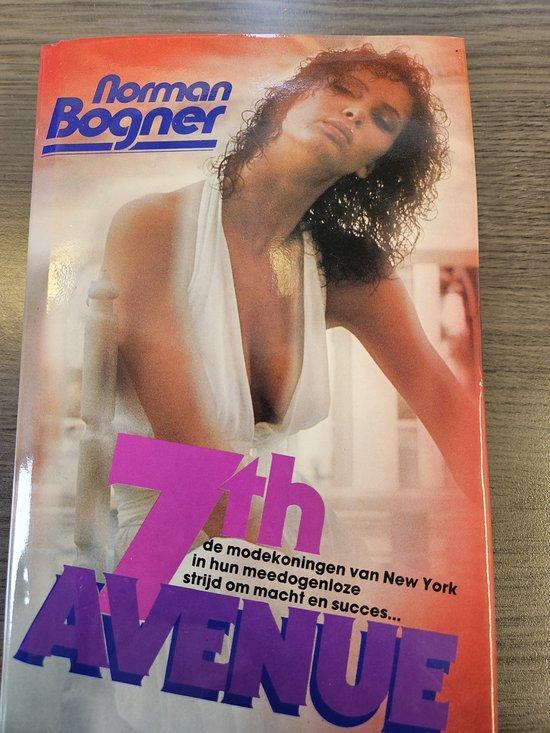 Norman
Bogner
7th
de modekoningen van New York
in hun meedogenloze
strijd om macht en succes...
AVENUE